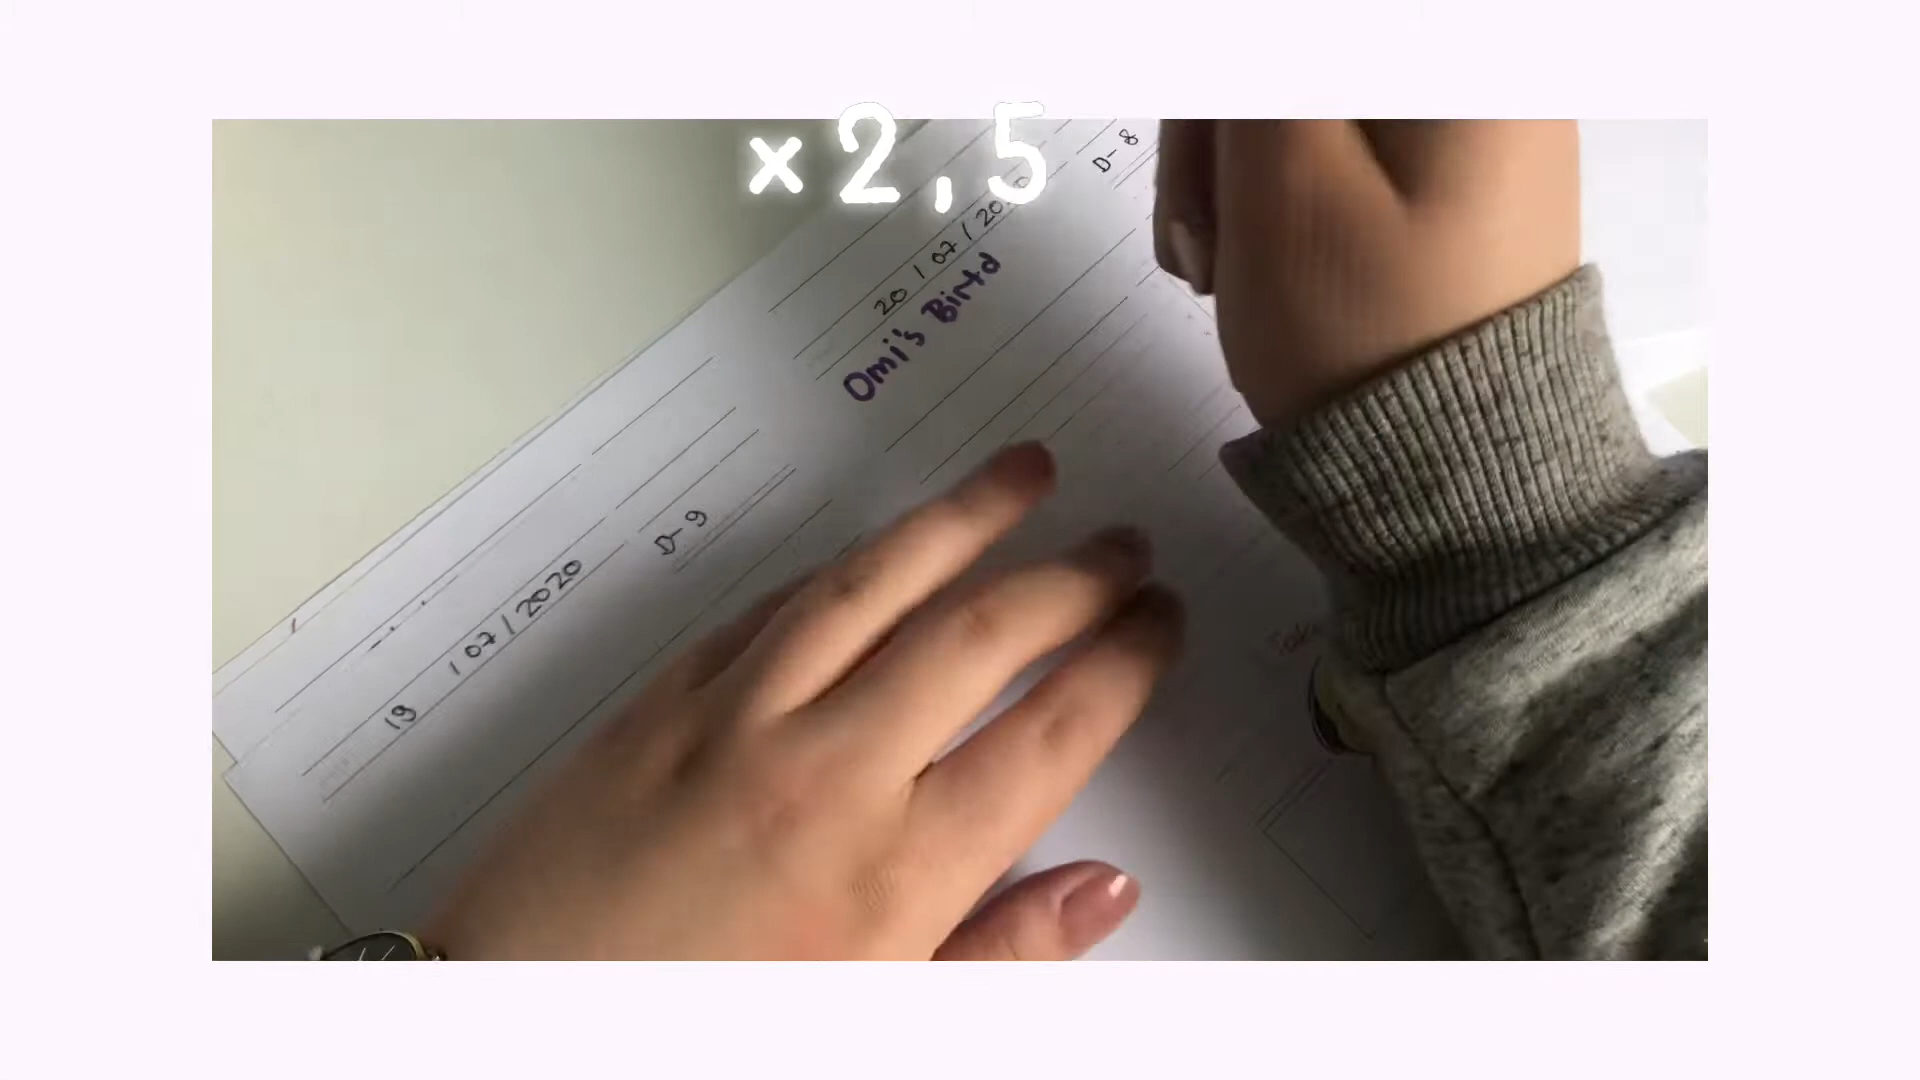 ×2,5
D-8
20 / 07 / 20
Omi's Birtd
D-9
19 / 07 / 2020